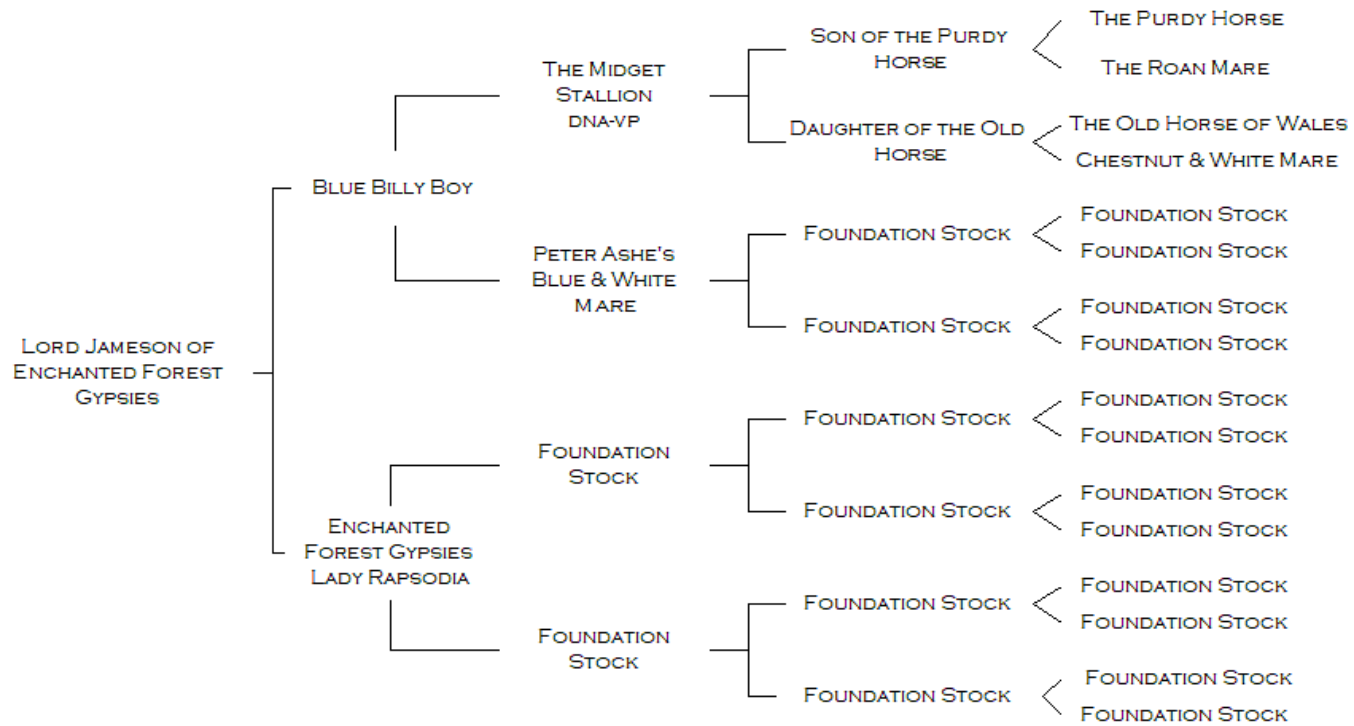 The Purdy Horse
Son of the Purdy
Horse
The Roan Mare
The Midget
Stallion
DNA-VP
Daughter of the Old
Horse
The Old Horse of Wales
Chestnut & White Mare
Blue Billy Boy
Foundation Stock
Foundation Stock
Foundation Stock
Peter Ashe's
Blue & White
Mare
Foundation Stock
Foundation Stock
Foundation Stock
Lord Jameson of
Enchanted Forest
Gypsies
Foundation Stock
Foundation Stock
Foundation Stock
Foundation
Stock
Foundation Stock
Foundation Stock
Foundation Stock
Enchanted
Forest Gypsies
Lady Rapsodia
Foundation Stock
Foundation Stock
Foundation Stock
Foundation
Stock
Foundation Stock
Foundation Stock
Foundation Stock